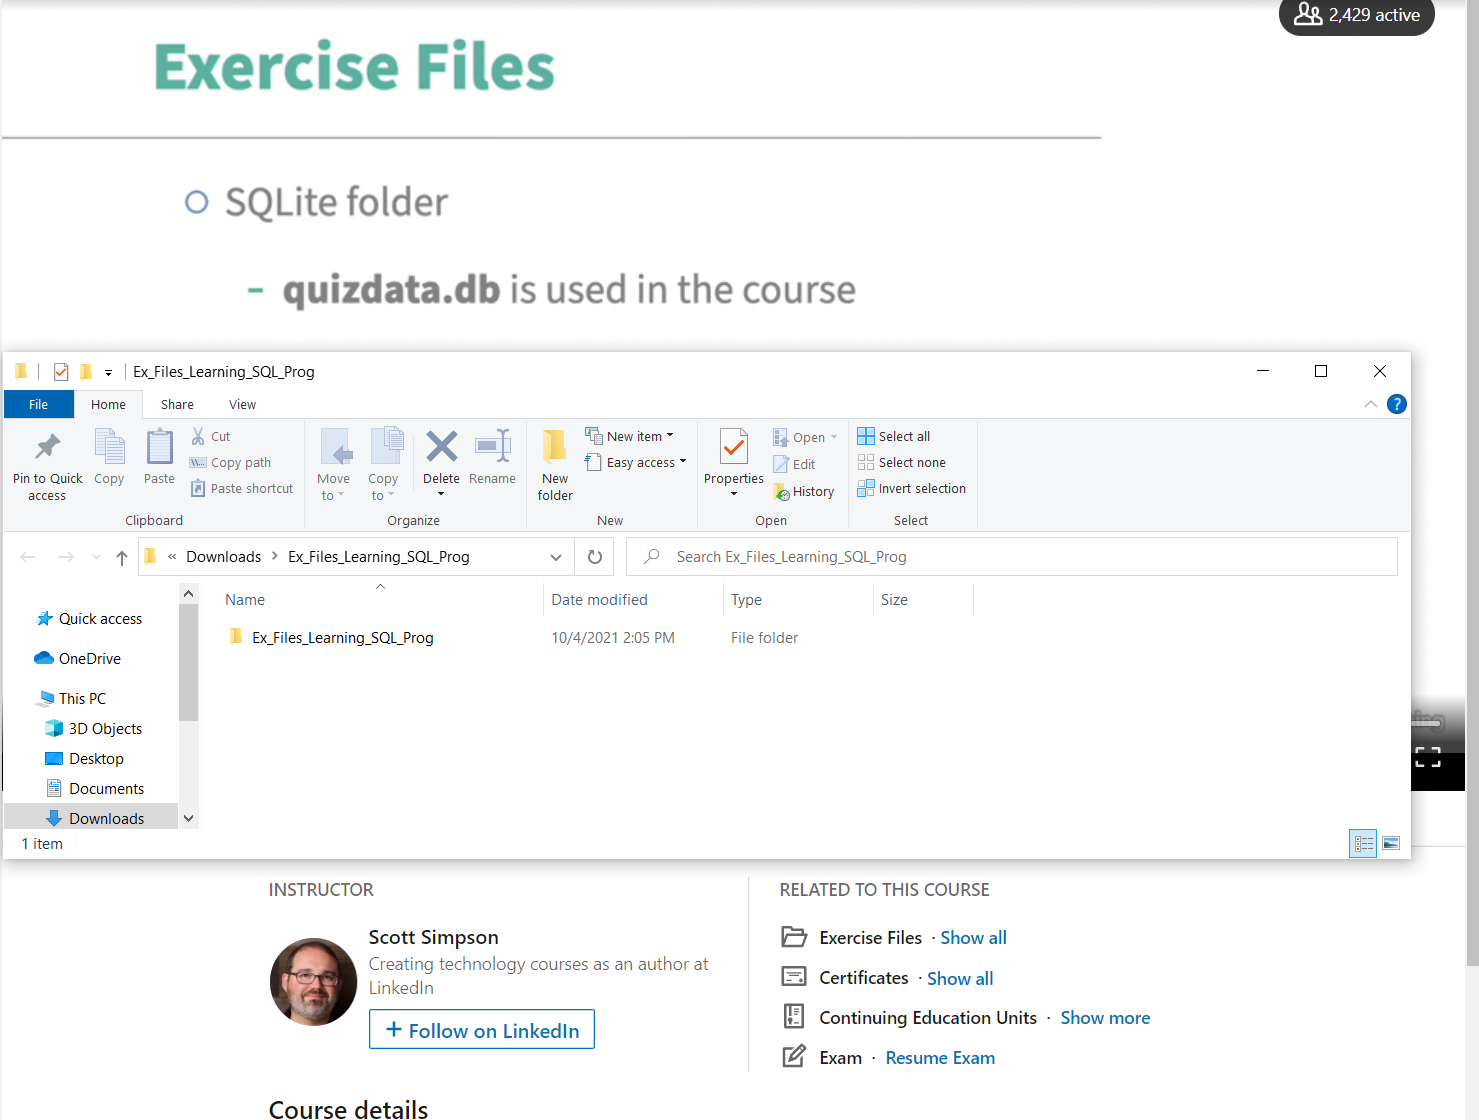 2,429 active
Exercise Files
SQLite folder
- quizdata.db is used in the course
Ex_Files_Learning_SQL_Prog
File Home Share View
Pin to Quick access
Copy
Paste
Cut
Copy path
Paste shortcut
Clipboard
Move to
Copy to
Delete
Rename
Organize
New folder
New item
Easy access
New
Properties
Open
Edit
History
Open
Select all
Select none
Invert selection
Select
« Downloads > Ex_Files_Learning_SQL_Prog
Search Ex_Files_Learning_SQL_Prog
Name Date modified Type Size
Ex_Files_Learning_SQL_Prog 10/4/2021 2:05 PM File folder
Quick access
OneDrive
This PC
3D Objects
Desktop
Documents
Downloads
1 item
INSTRUCTOR
Scott Simpson
Creating technology courses as an author at
LinkedIn
+ Follow on LinkedIn
RELATED TO THIS COURSE
Exercise Files · Show all
Certificates · Show all
Continuing Education Units · Show more
Exam · Resume Exam
Course details